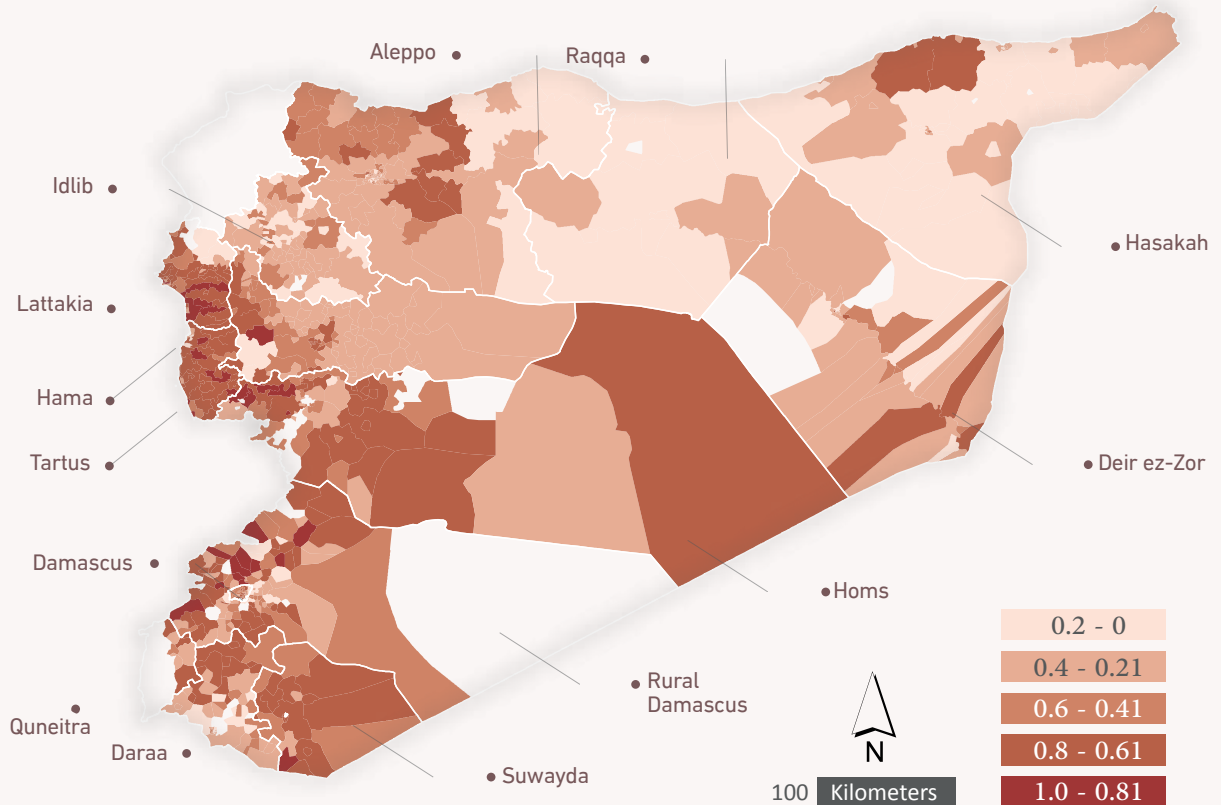 Aleppo
Raqqa
Idlib
Hasakah
Lattakia
Hama
Tartus
Deir ez-Zor
Damascus
Homs
Rural
Damascus
Quneitra
Daraa
Suwayda
N
100 Kilometers
0.2 - 0
0.4 - 0.21
0.6 - 0.41
0.8 - 0.61
1.0 - 0.81